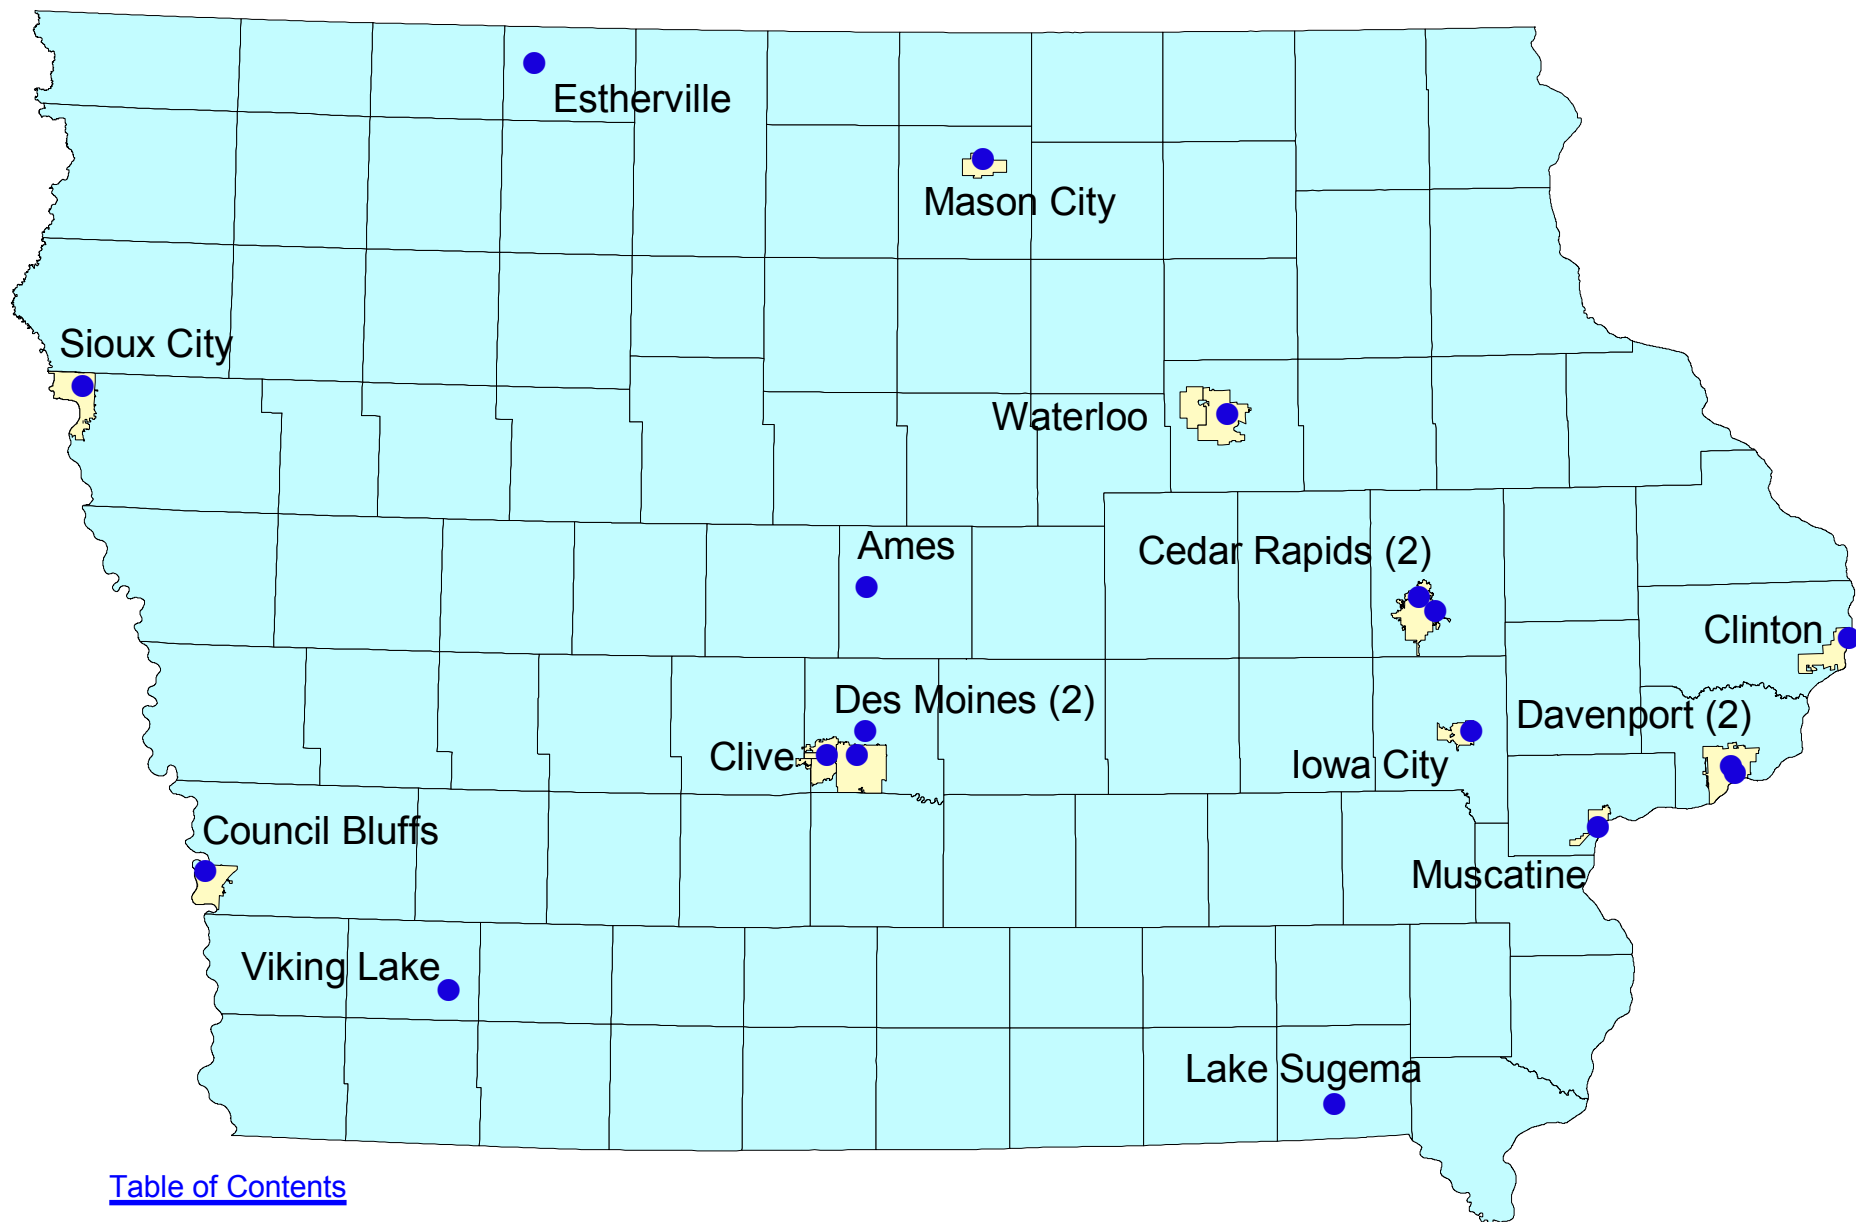 Estherville
Mason City
Sioux City
Waterloo
Ames
Cedar Rapids (2)
Clinton
Des Moines (2)
Davenport (2)
Clive
Iowa City
Council Bluffs
Muscatine
Viking Lake
Lake Sugema
Table of Contents